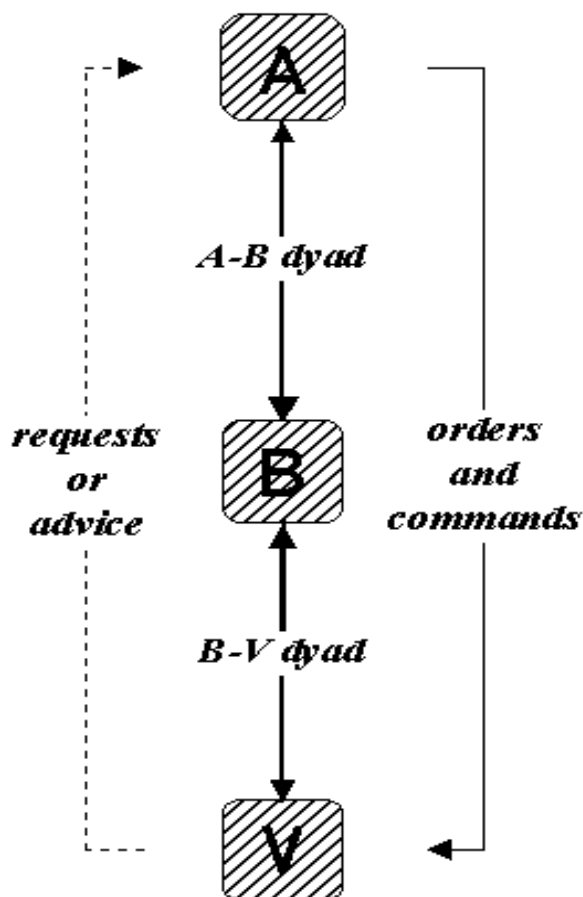 A
A-B dyad
requests
or
advice
B
orders
and
commands
B-V dyad
V